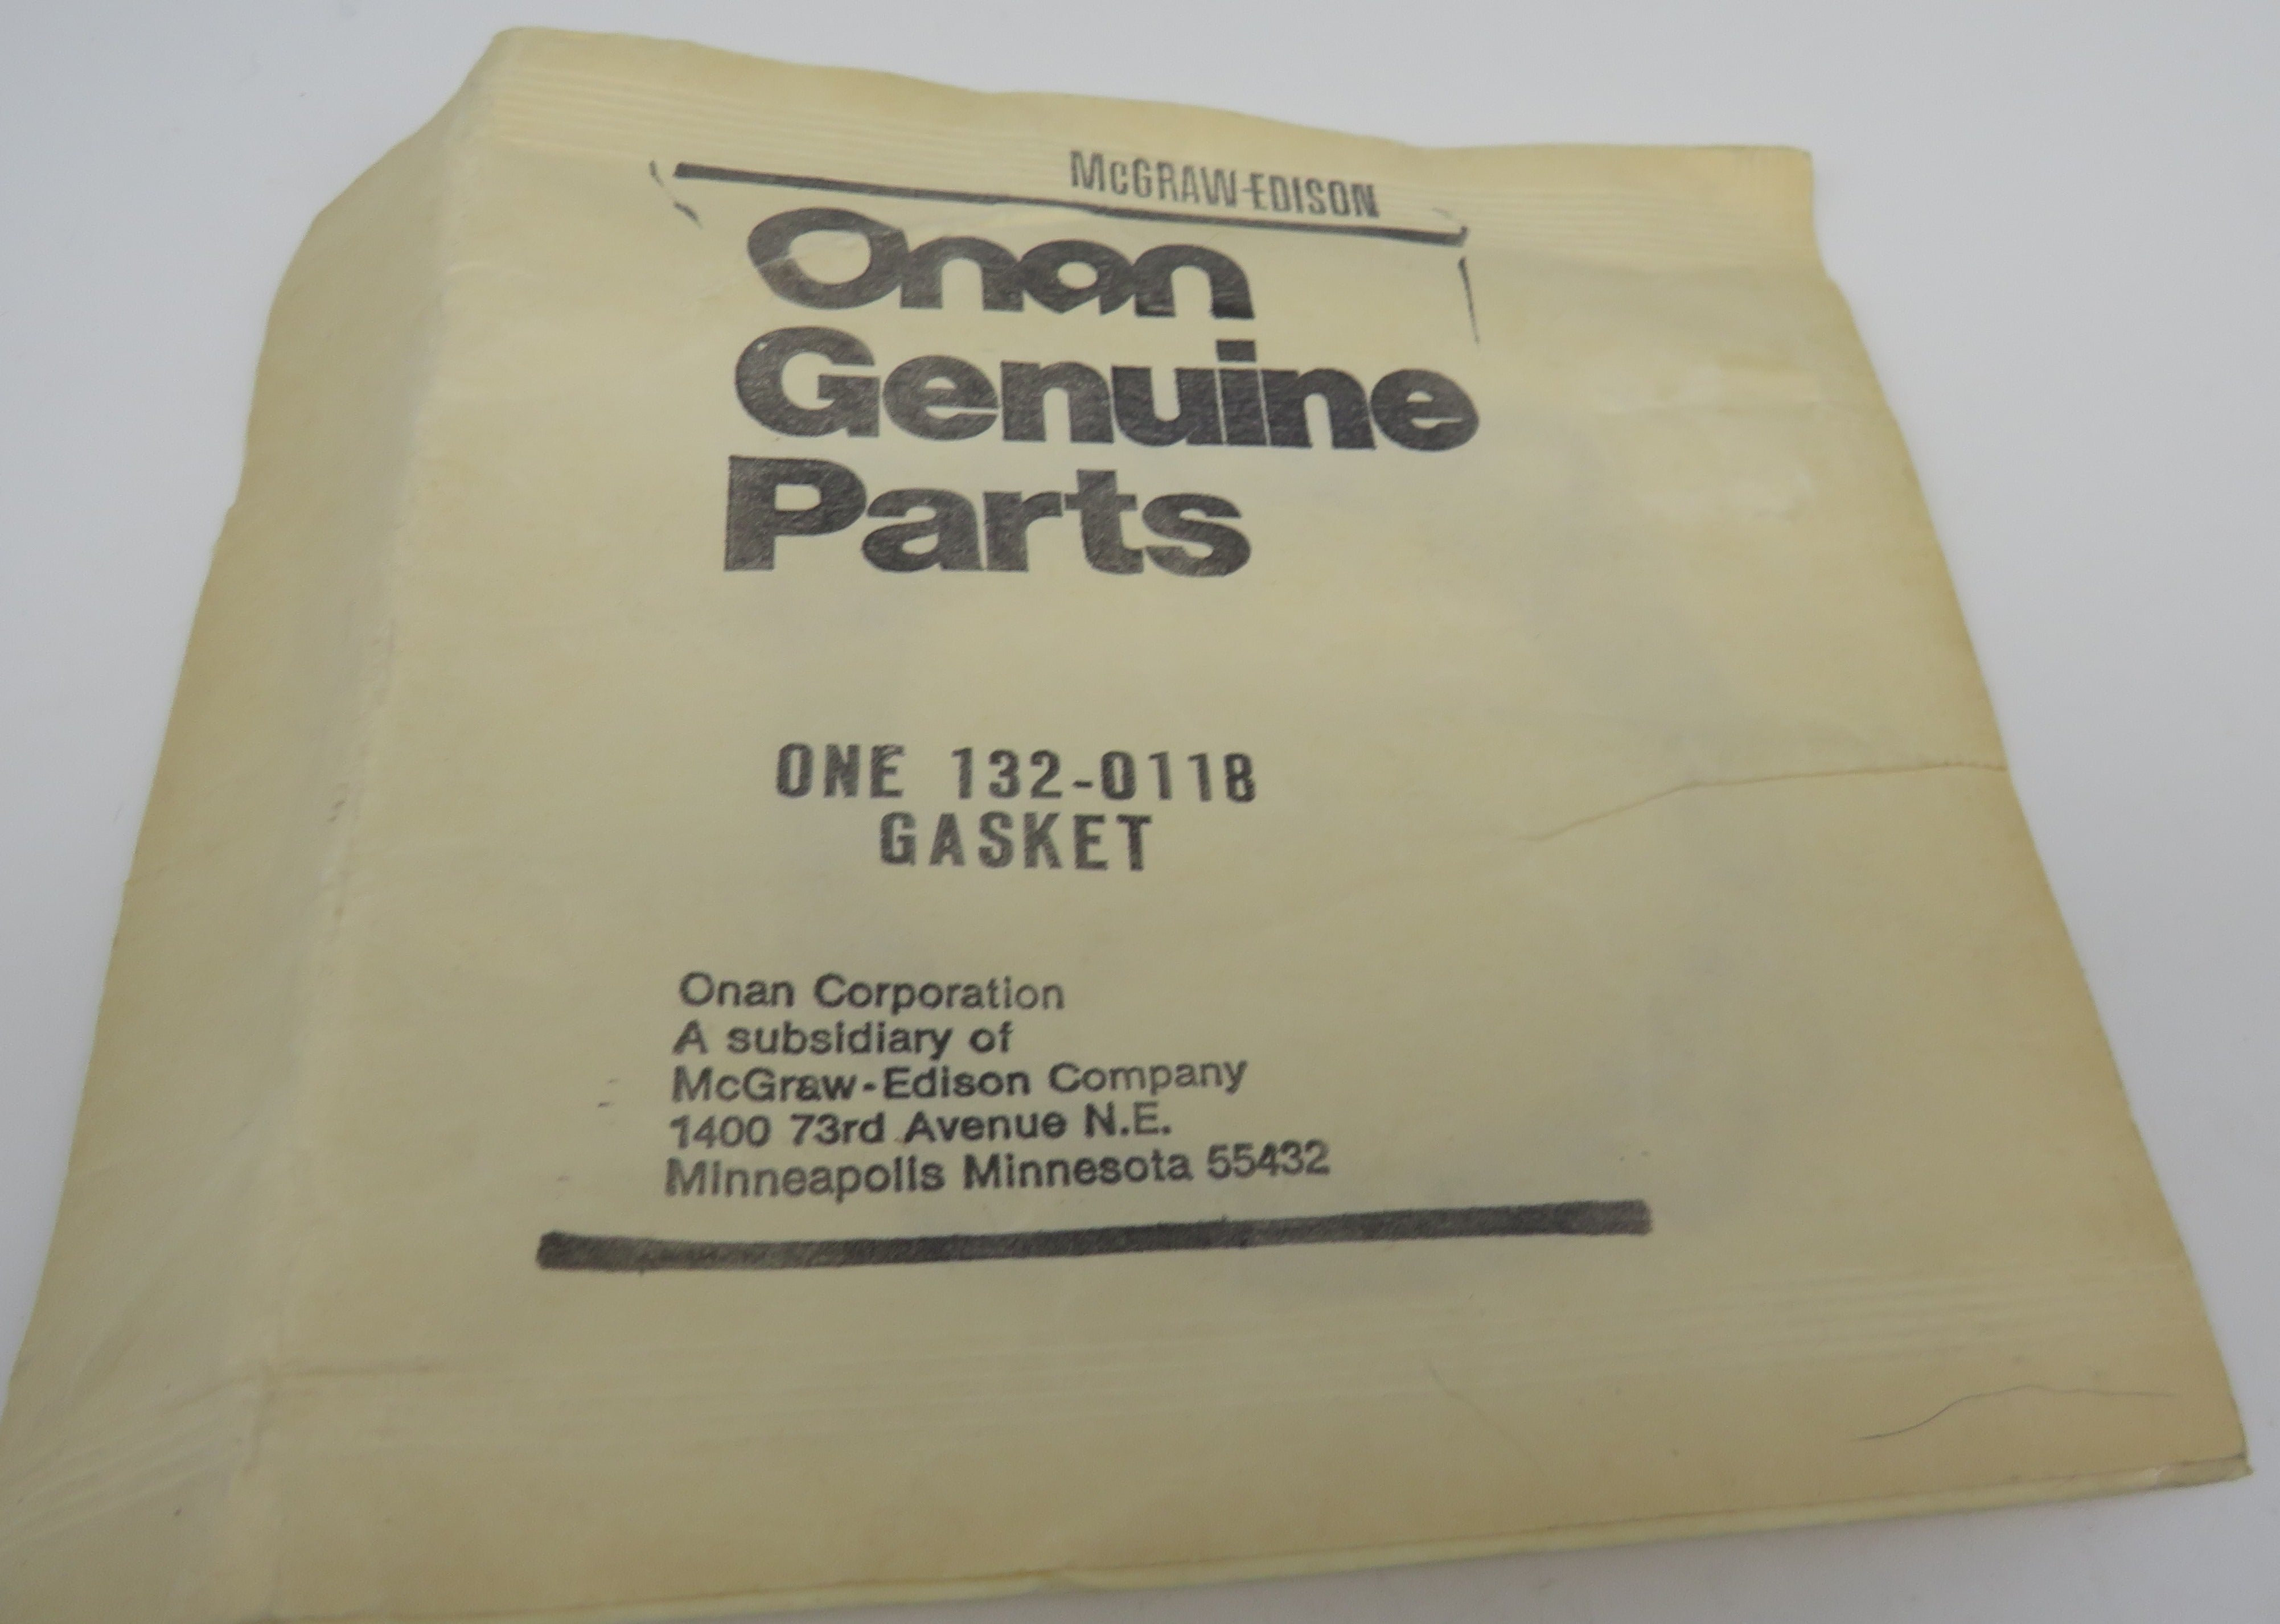 McGRAW-EDISON
Onan
Genuine
Parts
ONE 132-0118
GASKET
Onan Corporation
A subsidiary of
McGraw-Edison Company
1400 73rd Avenue N.E.
Minneapolis Minnesota 55432